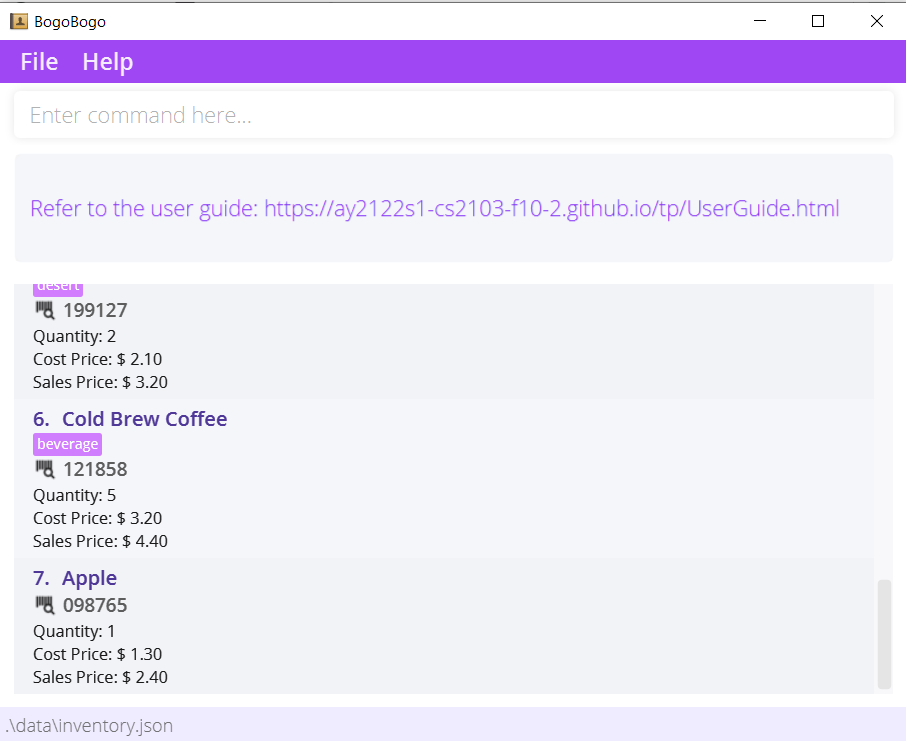 BogoBogo
File Help
Enter command here...
Refer to the user guide: https://ay2122s1-cs2103-f10-2.github.io/tp/UserGuide.html
desert
199127
Quantity: 2
Cost Price: $ 2.10
Sales Price: $ 3.20
6. Cold Brew Coffee
beverage
121858
Quantity: 5
Cost Price: $ 3.20
Sales Price: $ 4.40
7. Apple
098765
Quantity: 1
Cost Price: $ 1.30
Sales Price: $ 2.40
.\data\inventory.json